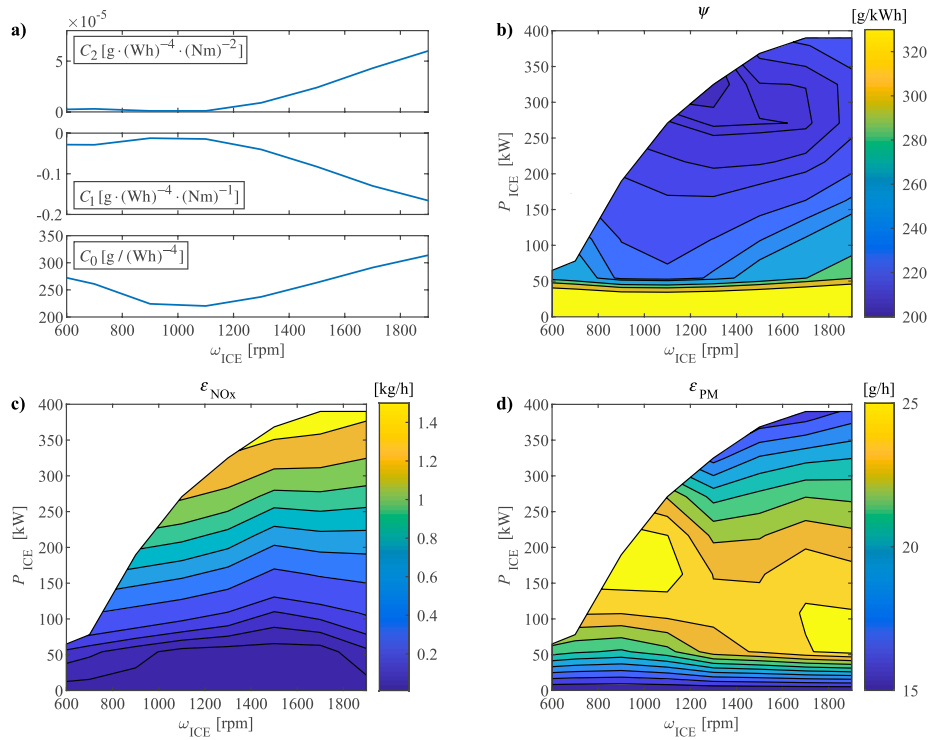 a)
×10⁻⁵
C₂ [g·(Wh)⁻⁴·(Nm)⁻²]
5
0
0
-0.1
-0.2
C₁ [g·(Wh)⁻⁴·(Nm)⁻¹]
350
300
250
200
C₀ [g / (Wh)⁻⁴]
600 800 1000 1200 1400 1600 1800
ω_ICE [rpm]
b)
ψ
[g/kWh]
400
350
300
250
200
150
100
50
0
P_ICE [kW]
600 800 1000 1200 1400 1600 1800
ω_ICE [rpm]
320
300
280
260
240
220
200
c)
ε_NOx
[kg/h]
400
350
300
250
200
150
100
50
0
P_ICE [kW]
600 800 1000 1200 1400 1600 1800
ω_ICE [rpm]
1.4
1.2
1
0.8
0.6
0.4
0.2
d)
ε_PM
[g/h]
400
350
300
250
200
150
100
50
0
P_ICE [kW]
600 800 1000 1200 1400 1600 1800
ω_ICE [rpm]
25
20
15